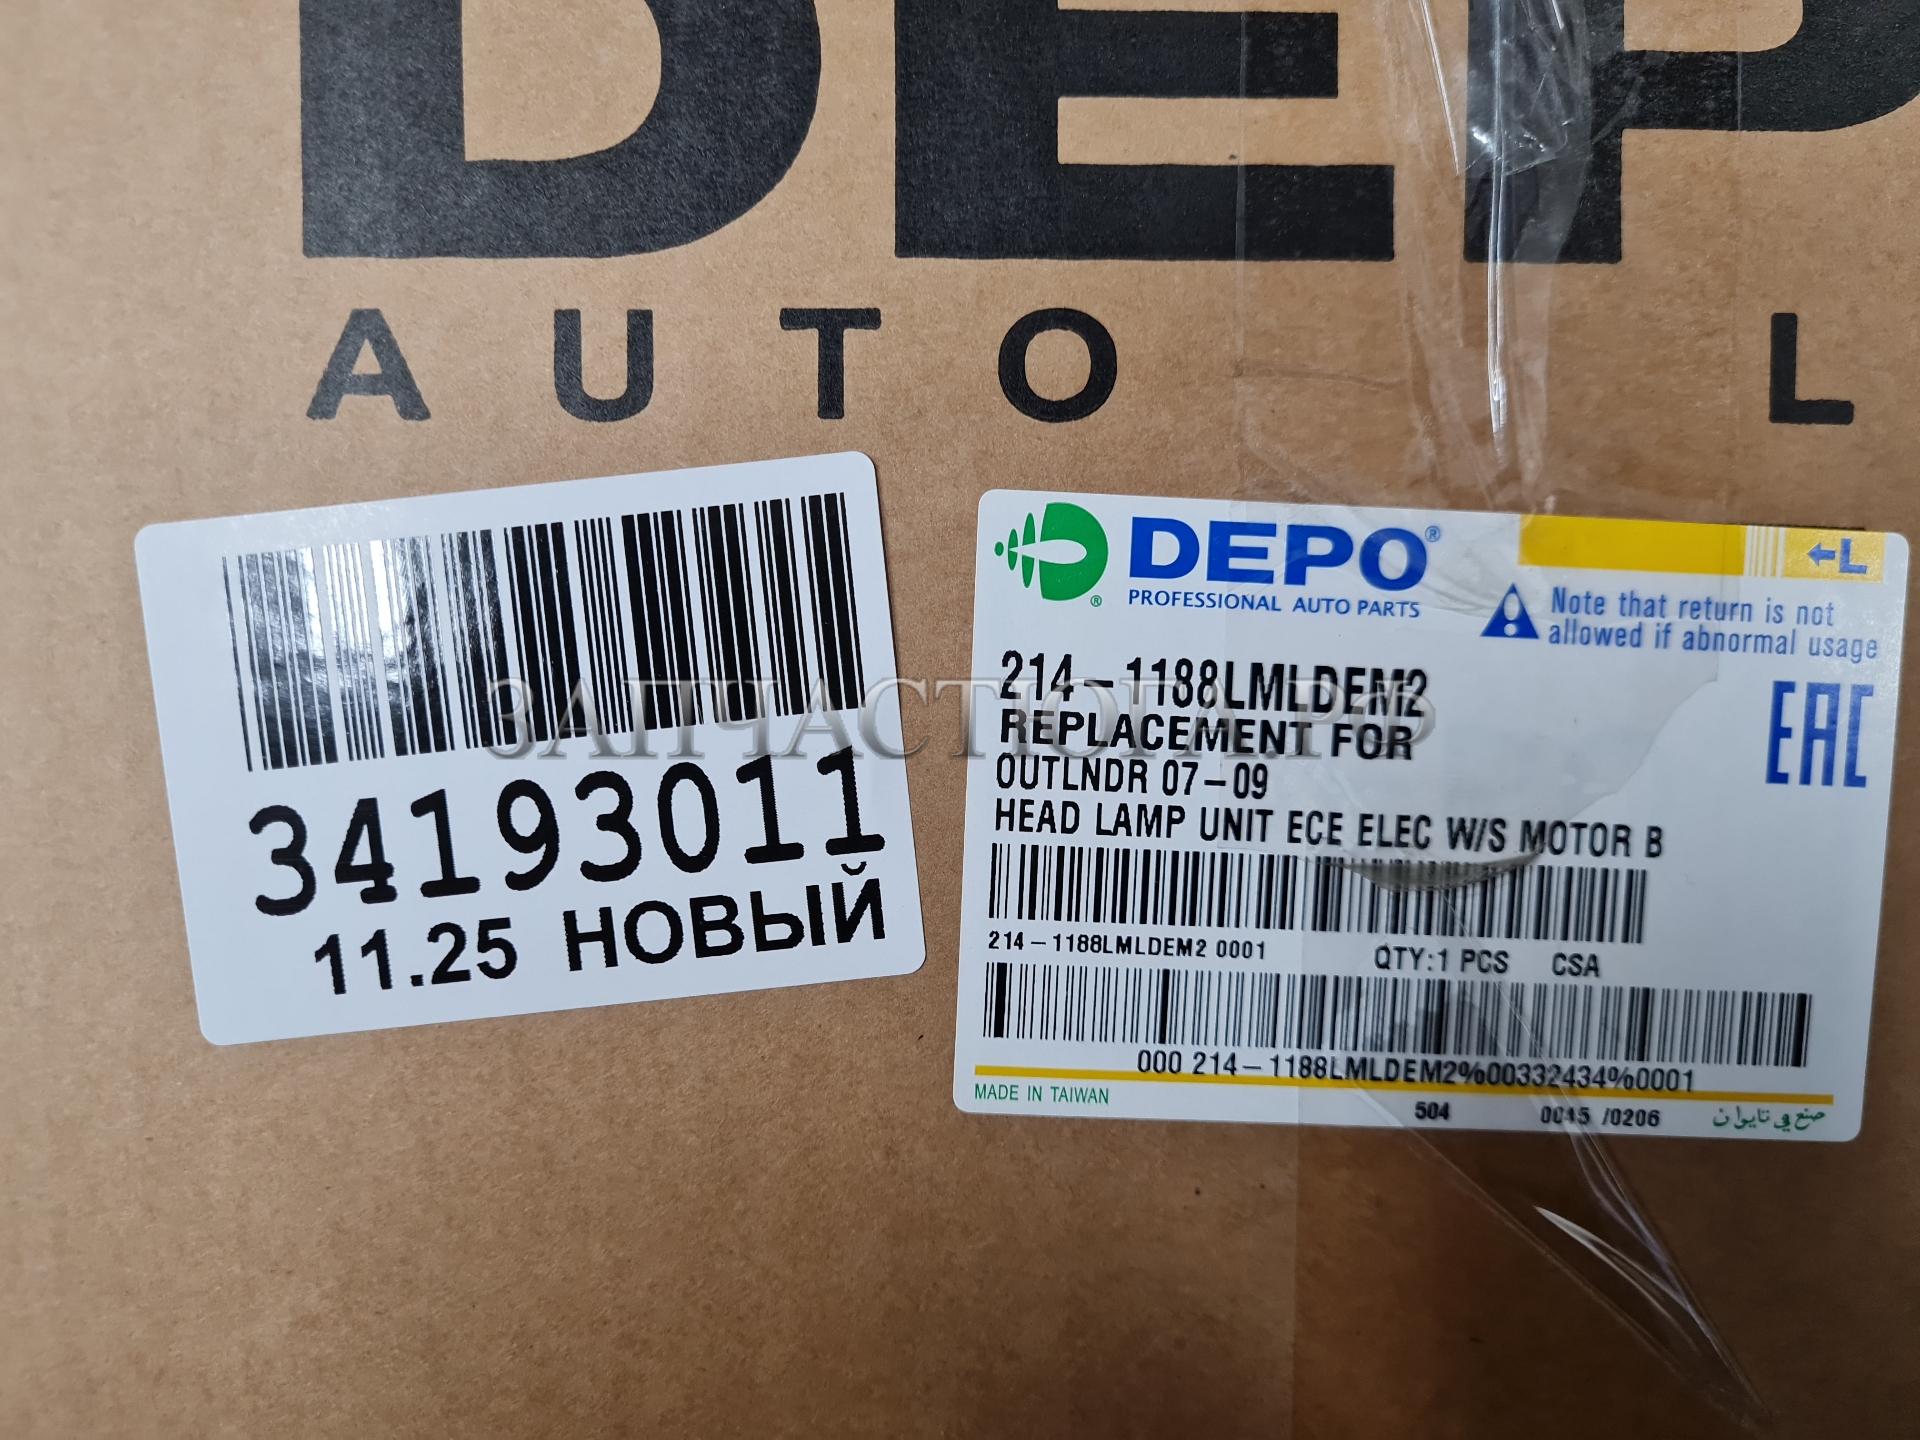 DEP
AUTO L
34193011
11.25 НОВЫЙ
DEPO®
PROFESSIONAL AUTO PARTS
←L
Note that return is not
allowed if abnormal usage
214-1188LMLDEM2
REPLACEMENT FOR
OUTLNDR 07-09
HEAD LAMP UNIT ECE ELEC W/S MOTOR B
EAC
214-1188LMLDEM2 0001 QTY:1 PCS CSA
000 214-1188LMLDEM2%00332434%0001
MADE IN TAIWAN 504 0045 /0206 صنع في تايوان
ЗАПЧАСТЮГА.РФ